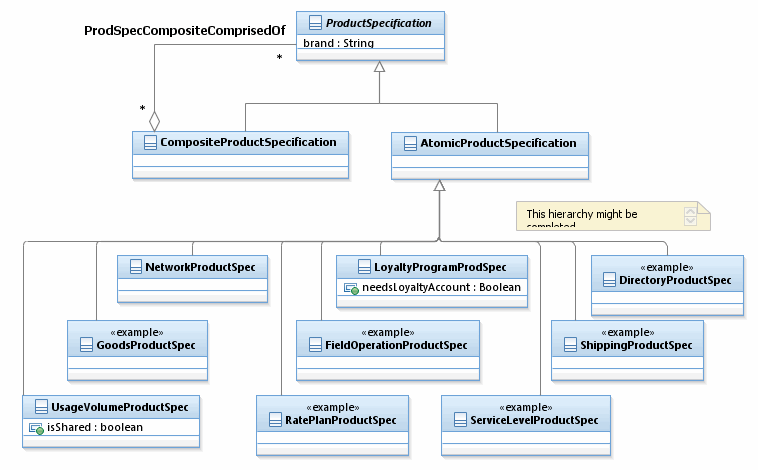 ProductSpecification
brand : String
ProdSpecCompositeComprisedOf
*
*
CompositeProductSpecification
AtomicProductSpecification
This hierarchy might be
completed
NetworkProductSpec
LoyaltyProgramProdSpec
needsLoyaltyAccount : Boolean
«example»
DirectoryProductSpec
«example»
GoodsProductSpec
«example»
FieldOperationProductSpec
«example»
ShippingProductSpec
UsageVolumeProductSpec
isShared : boolean
«example»
RatePlanProductSpec
«example»
ServiceLevelProductSpec